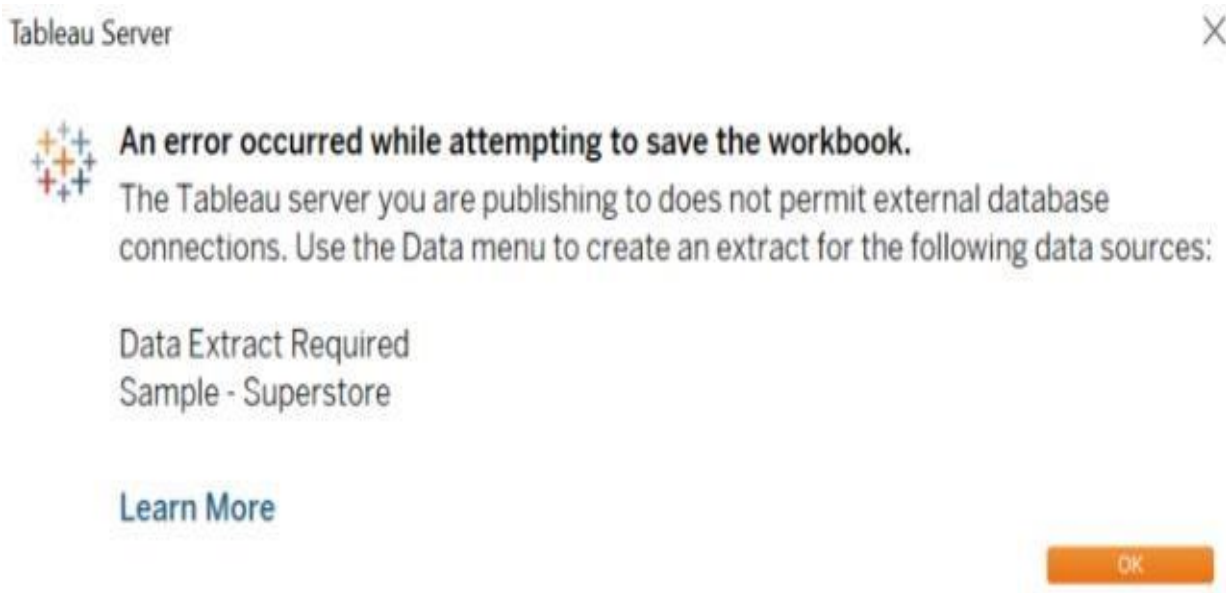 Tableau Server
X
An error occurred while attempting to save the workbook.
The Tableau server you are publishing to does not permit external database
connections. Use the Data menu to create an extract for the following data sources:
Data Extract Required
Sample - Superstore
Learn More
OK